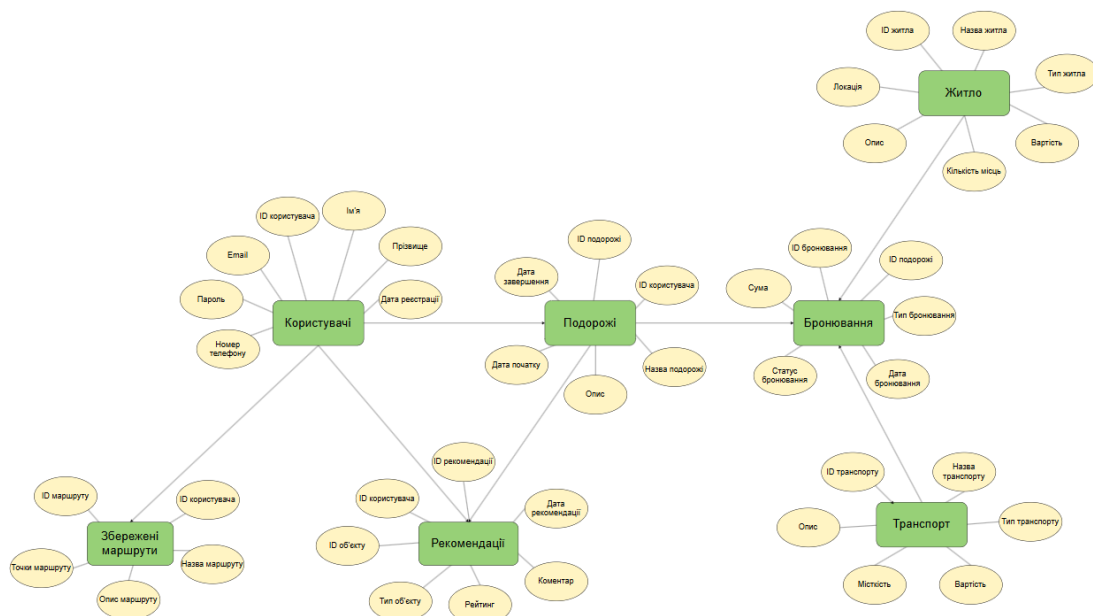 ID житла
Назва житла
Локація
Житло
Тип житла
Опис
Кількість місць
Вартість
ID користувача
Ім'я
Email
Прізвище
Пароль
Дата реєстрації
Користувачі
Номер
телефону
ID подорожі
Дата
завершення
ID користувача
Подорожі
Дата початку
Назва подорожі
Опис
ID бронювання
ID подорожі
Сума
Тип бронювання
Бронювання
Статус
бронювання
Дата
бронювання
ID маршруту
ID користувача
Збережені
маршрути
Точки маршруту
Назва маршруту
Опис маршруту
ID рекомендації
ID користувача
Дата
рекомендації
ID об'єкту
Рекомендації
Тип об'єкту
Рейтинг
Коментар
ID транспорту
Назва
транспорту
Опис
Транспорт
Тип транспорту
Місткість
Вартість